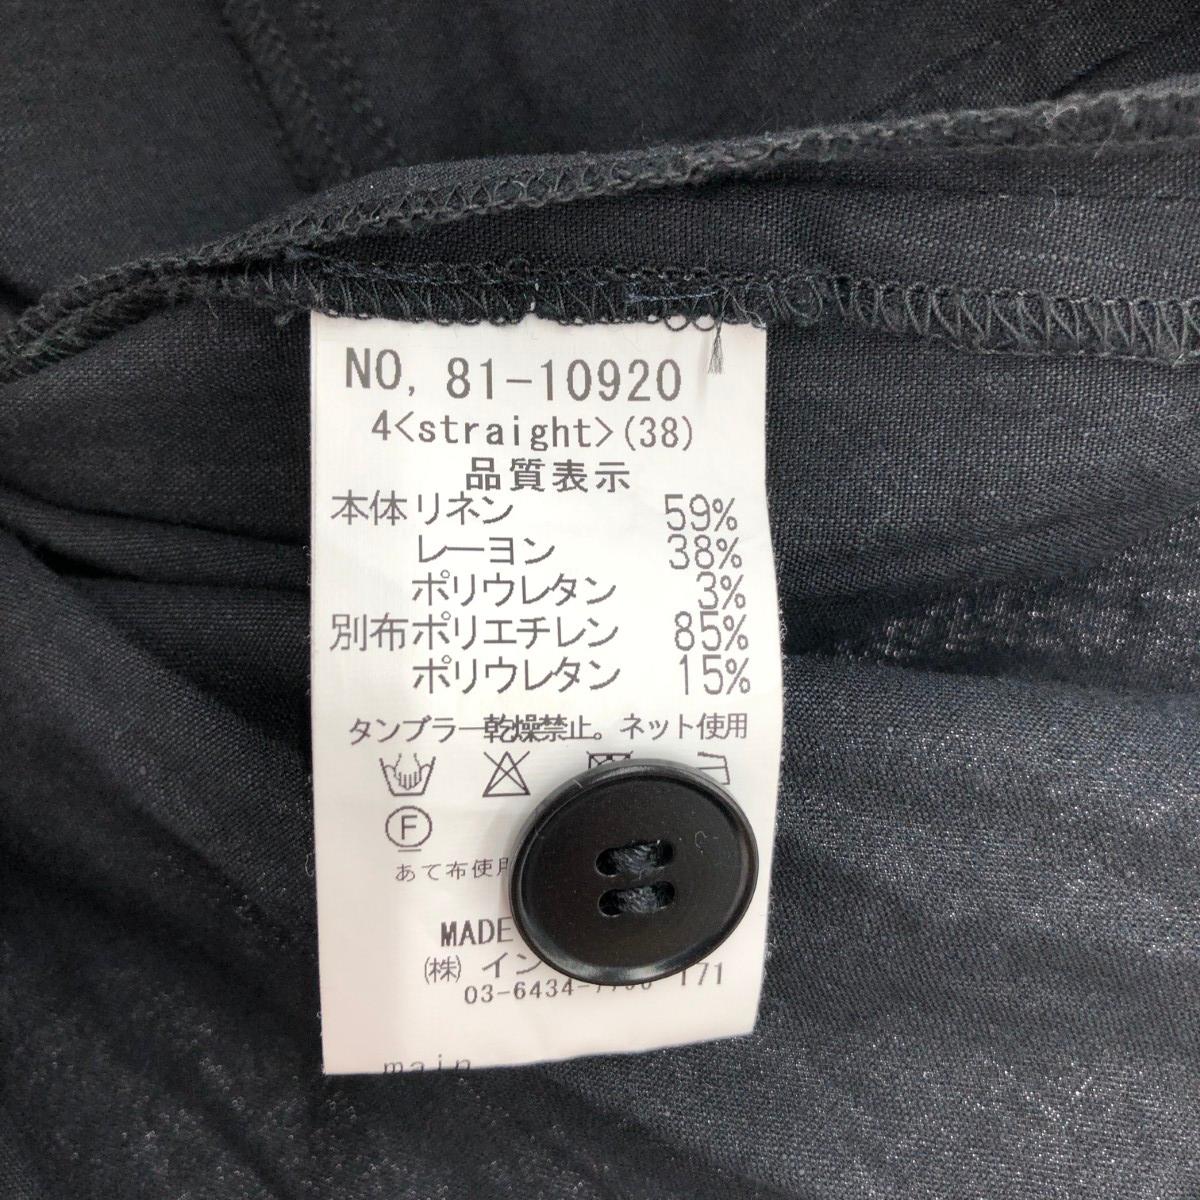 NO, 81-10920
4<straight>(38)
品質表示
本体 リネン 59%
レーヨン 38%
ポリウレタン 3%
別布 ポリエチレン 85%
ポリウレタン 15%
タンブラー乾燥禁止。ネット使用
F
あて布使用
MADE
(株) イン 171
03-6434-
main